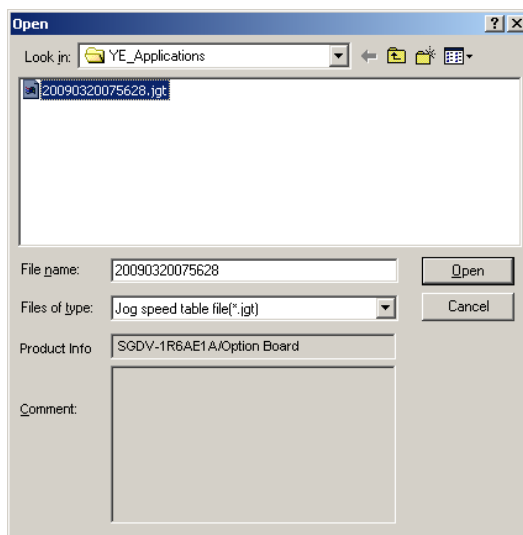 Open
Look in: YE_Applications
20090320075628.jgt
File name: 20090320075628 Open
Files of type: Jog speed table file(*.jgt) Cancel
Product Info SGDV-1R6AE1A/Option Board
Comment: